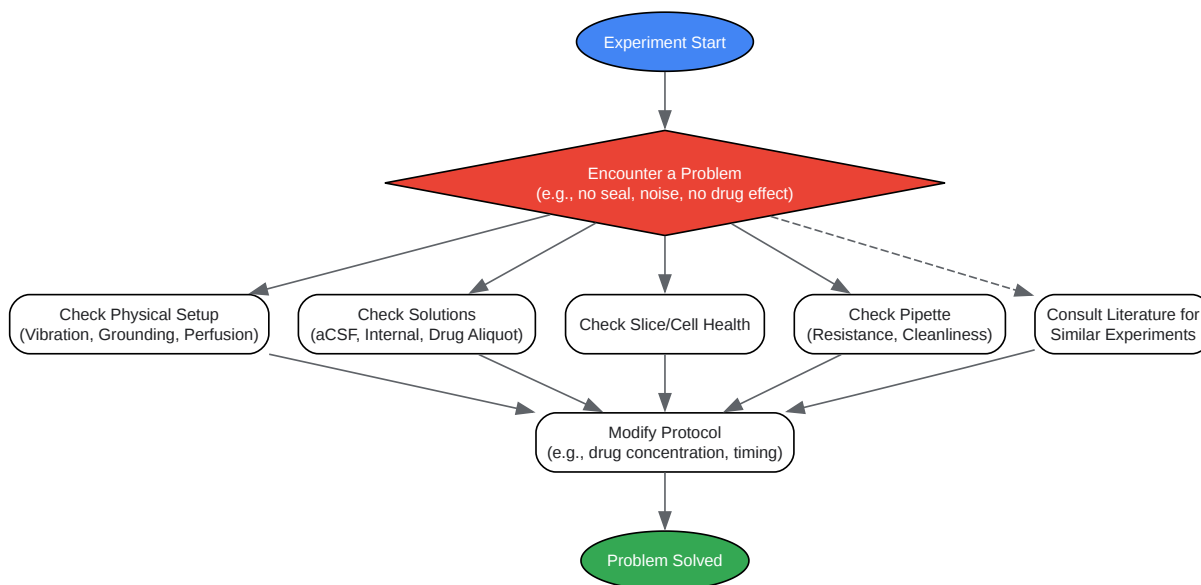 Experiment Start
Encounter a Problem
(e.g., no seal, noise, no drug effect)
Check Physical Setup
(Vibration, Grounding, Perfusion)
Check Solutions
(aCSF, Internal, Drug Aliquot)
Check Slice/Cell Health
Check Pipette
(Resistance, Cleanliness)
Consult Literature for
Similar Experiments
Modify Protocol
(e.g., drug concentration, timing)
Problem Solved